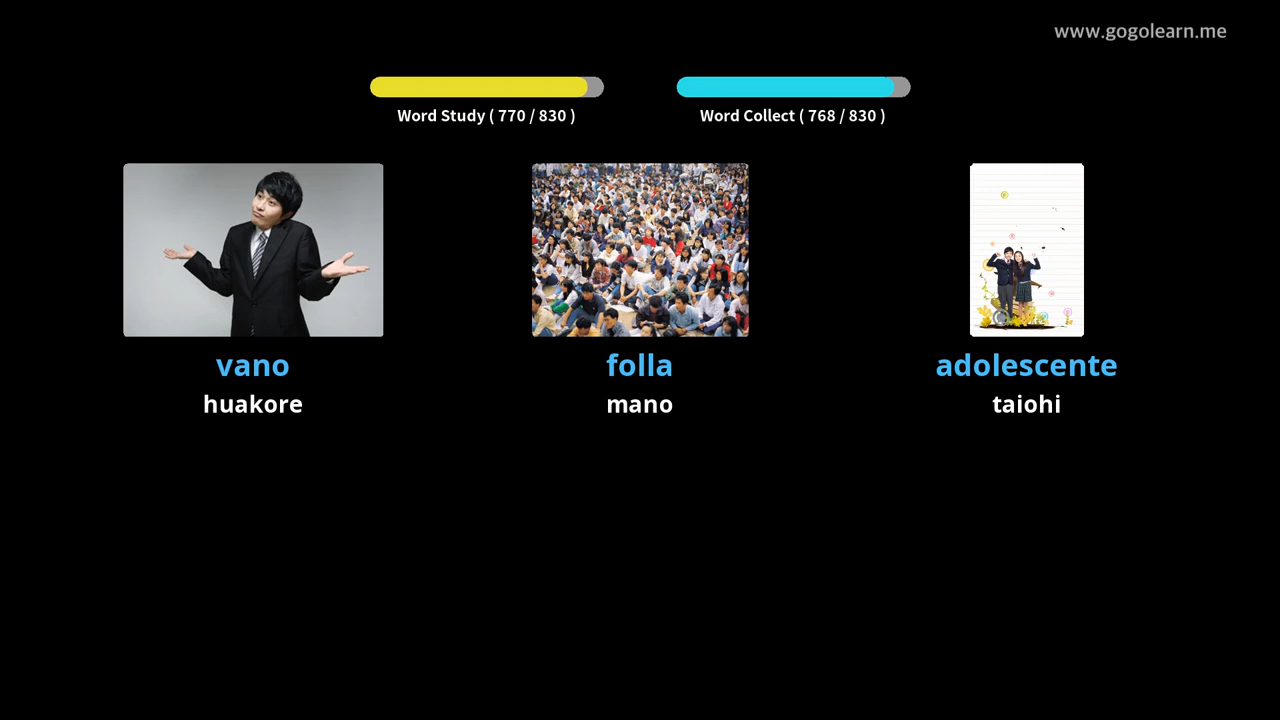 www.gogolearn.me
Word Study ( 770 / 830 )
Word Collect ( 768 / 830 )
vano
folla
adolescente
huakore
mano
taiohi